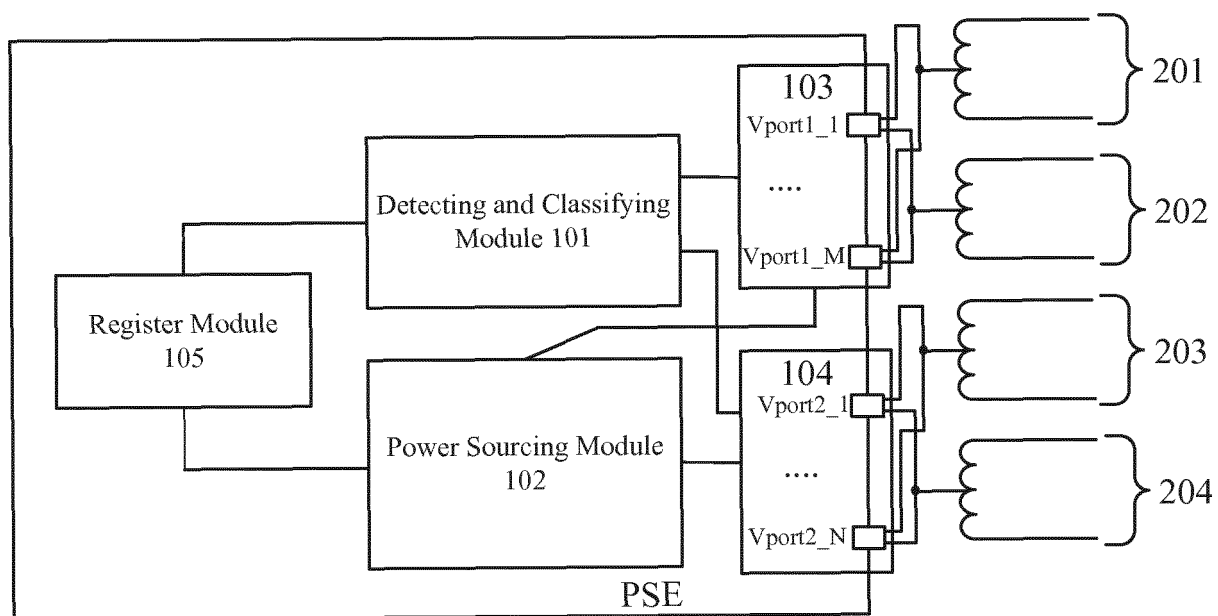 103
Vport1_1
....
Vport1_M
201
202
Detecting and Classifying
Module 101
Register Module
105
Power Sourcing Module
102
104
Vport2_1
....
Vport2_N
203
204
PSE